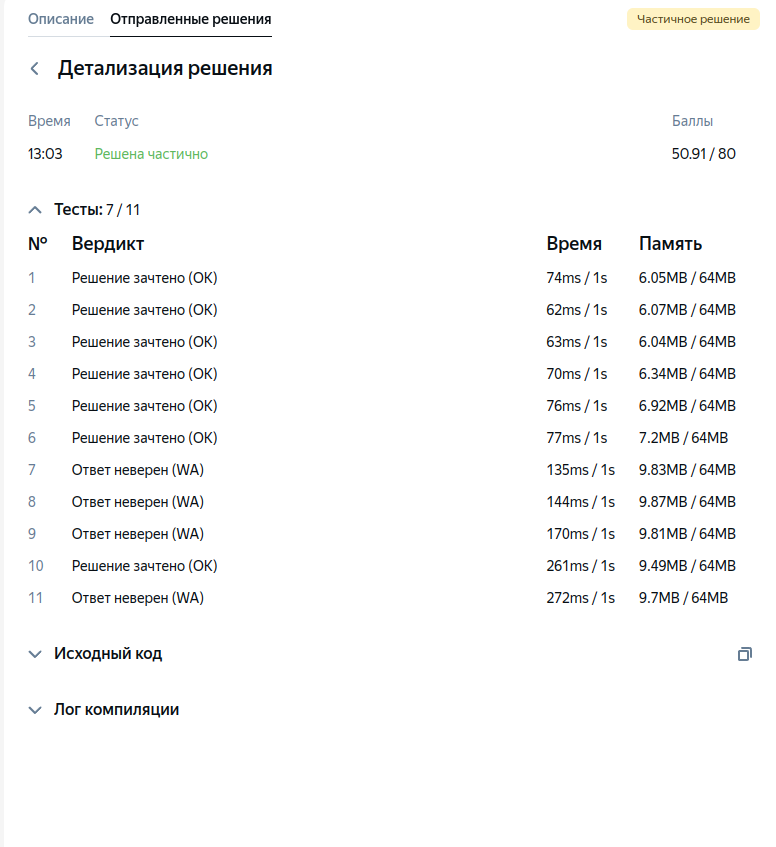 Описание Отправленные решения Частичное решение
Детализация решения
Время Статус Баллы
13:03 Решена частично 50.91 / 80
Тесты: 7 / 11
№ Вердикт Время Память
1 Решение зачтено (OK) 74ms / 1s 6.05MB / 64MB
2 Решение зачтено (OK) 62ms / 1s 6.07MB / 64MB
3 Решение зачтено (OK) 63ms / 1s 6.04MB / 64MB
4 Решение зачтено (OK) 70ms / 1s 6.34MB / 64MB
5 Решение зачтено (OK) 76ms / 1s 6.92MB / 64MB
6 Решение зачтено (OK) 77ms / 1s 7.2MB / 64MB
7 Ответ неверен (WA) 135ms / 1s 9.83MB / 64MB
8 Ответ неверен (WA) 144ms / 1s 9.87MB / 64MB
9 Ответ неверен (WA) 170ms / 1s 9.81MB / 64MB
10 Решение зачтено (OK) 261ms / 1s 9.49MB / 64MB
11 Ответ неверен (WA) 272ms / 1s 9.7MB / 64MB
Исходный код
Лог компиляции